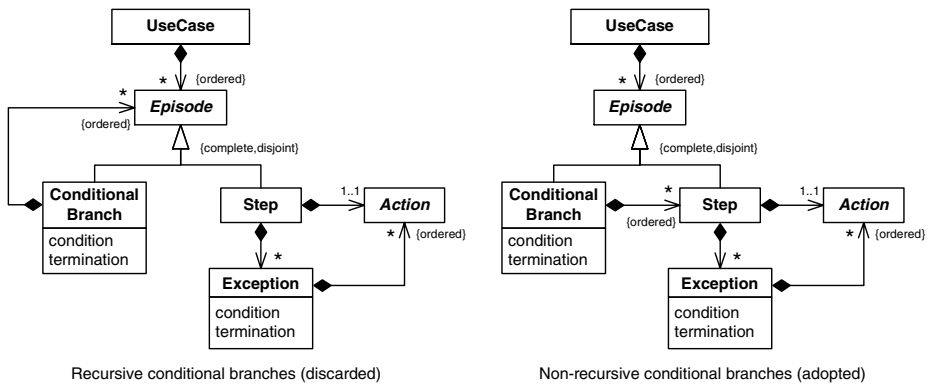 UseCase
*
{ordered}
*
Episode
{ordered}
{complete,disjoint}
Conditional
Branch
condition
termination
Step
1..1
Action
*
{ordered}
*
Exception
condition
termination
Recursive conditional branches (discarded)
UseCase
*
{ordered}
Episode
{complete,disjoint}
Conditional
Branch
condition
termination
*
{ordered}
Step
1..1
Action
*
{ordered}
*
Exception
condition
termination
Non-recursive conditional branches (adopted)